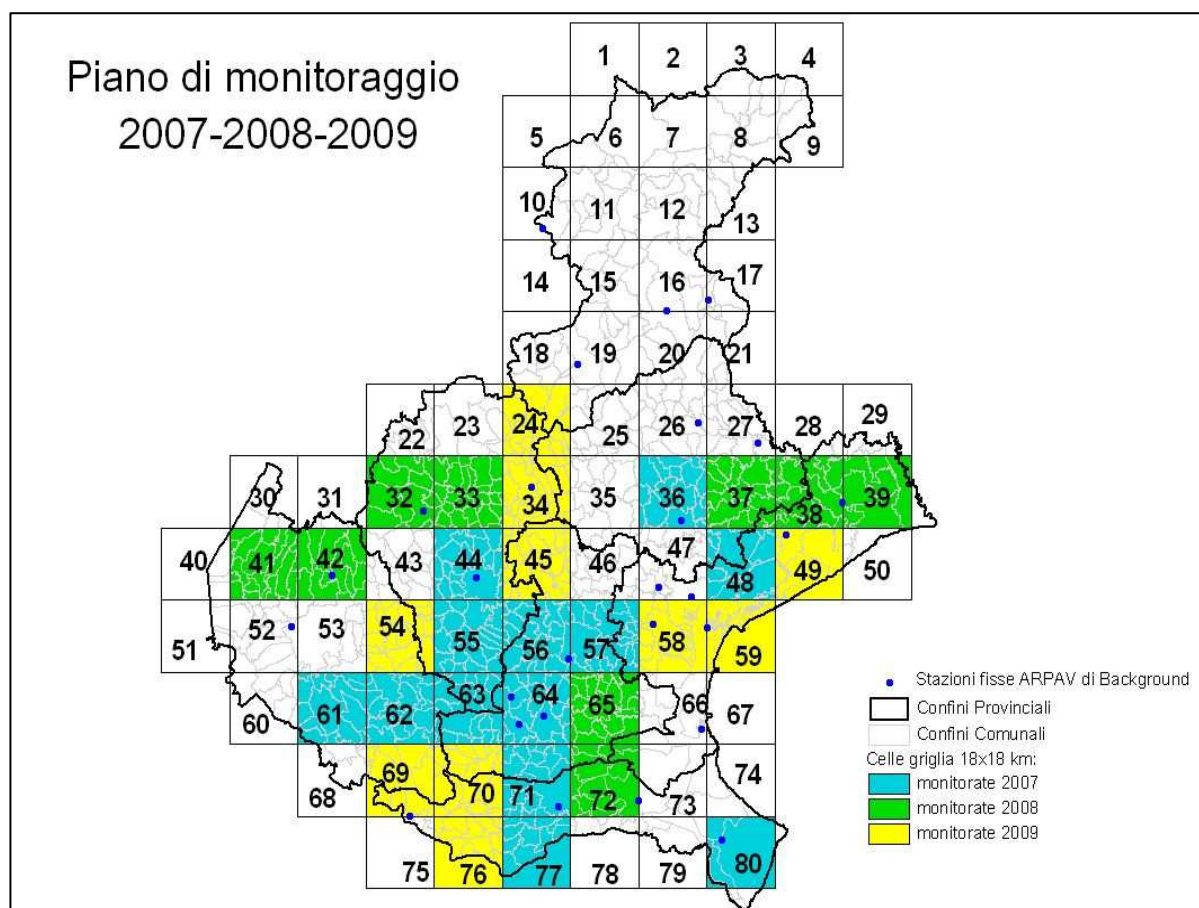 Piano di monitoraggio
2007-2008-2009
1 2 3 4
5 6 7 8 9
10 11 12 13
14 15 16 17
18 19 20 21
22 23 24 25 26 27 28 29
30 31 32 33 34 35 36 37 38 39
40 41 42 43 44 45 46 47 48 49 50
51 52 53 54 55 56 57 58 59
60 61 62 63 64 65 66 67
68 69 70 71 72 73 74
75 76 77 78 79 80
Stazioni fisse ARPAV di Background
Confini Provinciali
Confini Comunali
Celle griglia 18x18 km:
monitorate 2007
monitorate 2008
monitorate 2009